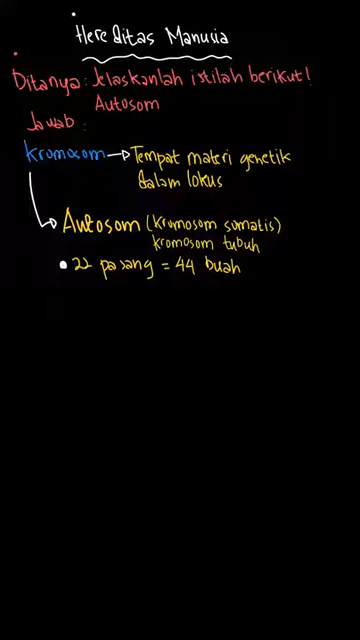 Hereditas Manusia
Ditanya: Jelaskanlah istilah berikut!
Autosom
Jawab :
Kromosom → Tempat materi genetik
dalam lokus
Autosom (kromosom somatis)
kromosom tubuh
• 22 pasang = 44 buah